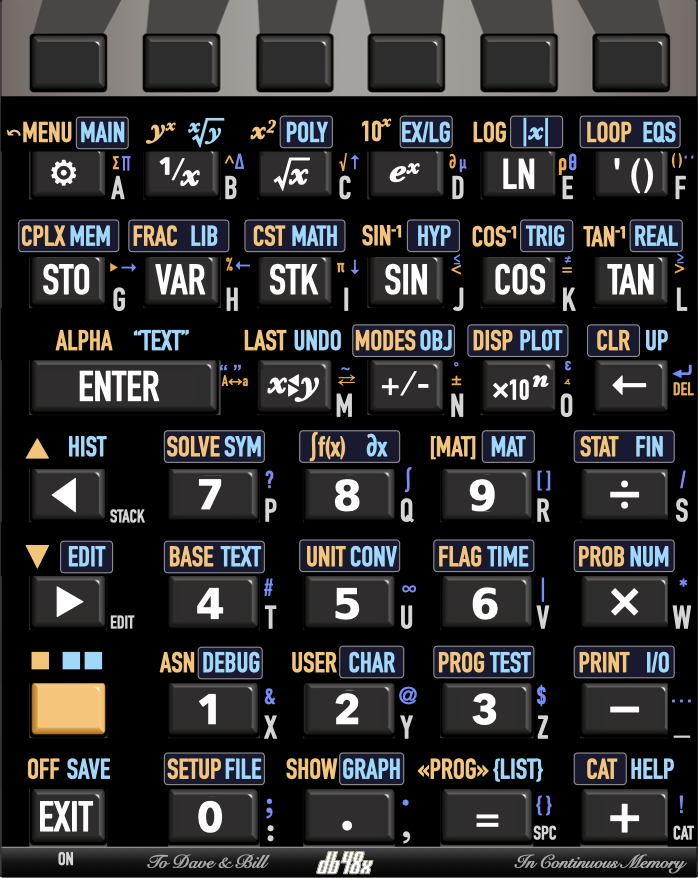 ⤺MENU MAIN yˣ ˣ√y x² POLY 10ˣ EX/LG LOG |x| LOOP EQS
⚙ Σ∏ A 1/x ^Δ B √x √↑ C eˣ ∂μ D LN ρθ E '() ()·· F
CPLX MEM FRAC LIB CST MATH SIN⁻¹ HYP COS⁻¹ TRIG TAN⁻¹ REAL
STO ▸→ G VAR %← H STK π↓ I SIN ≤ < J COS ≠ = K TAN ≥ > L
ALPHA “TEXT” LAST UNDO MODES OBJ DISP PLOT CLR UP
ENTER “ ” A↔a x▸◂y ~ ⇄ M +/- ° ± N ×10ⁿ ε ∡ O ← ↵ DEL
▲ HIST SOLVE SYM ∫f(x) ∂x [MAT] MAT STAT FIN
◀ STACK 7 ? P 8 ∫ Q 9 [] R ÷ / S
▼ EDIT BASE TEXT UNIT CONV FLAG TIME PROB NUM
▶ EDIT 4 # T 5 ∞ U 6 | V × * W
ASN DEBUG USER CHAR PROG TEST PRINT I/O
1 & X 2 @ Y 3 $ Z − ... _
OFF SAVE SETUP FILE SHOW GRAPH «PROG» {LIST} CAT HELP
EXIT 0 ; : . · , = {} SPC + ! CAT
ON To Dave & Bill db48x In Continuous Memory